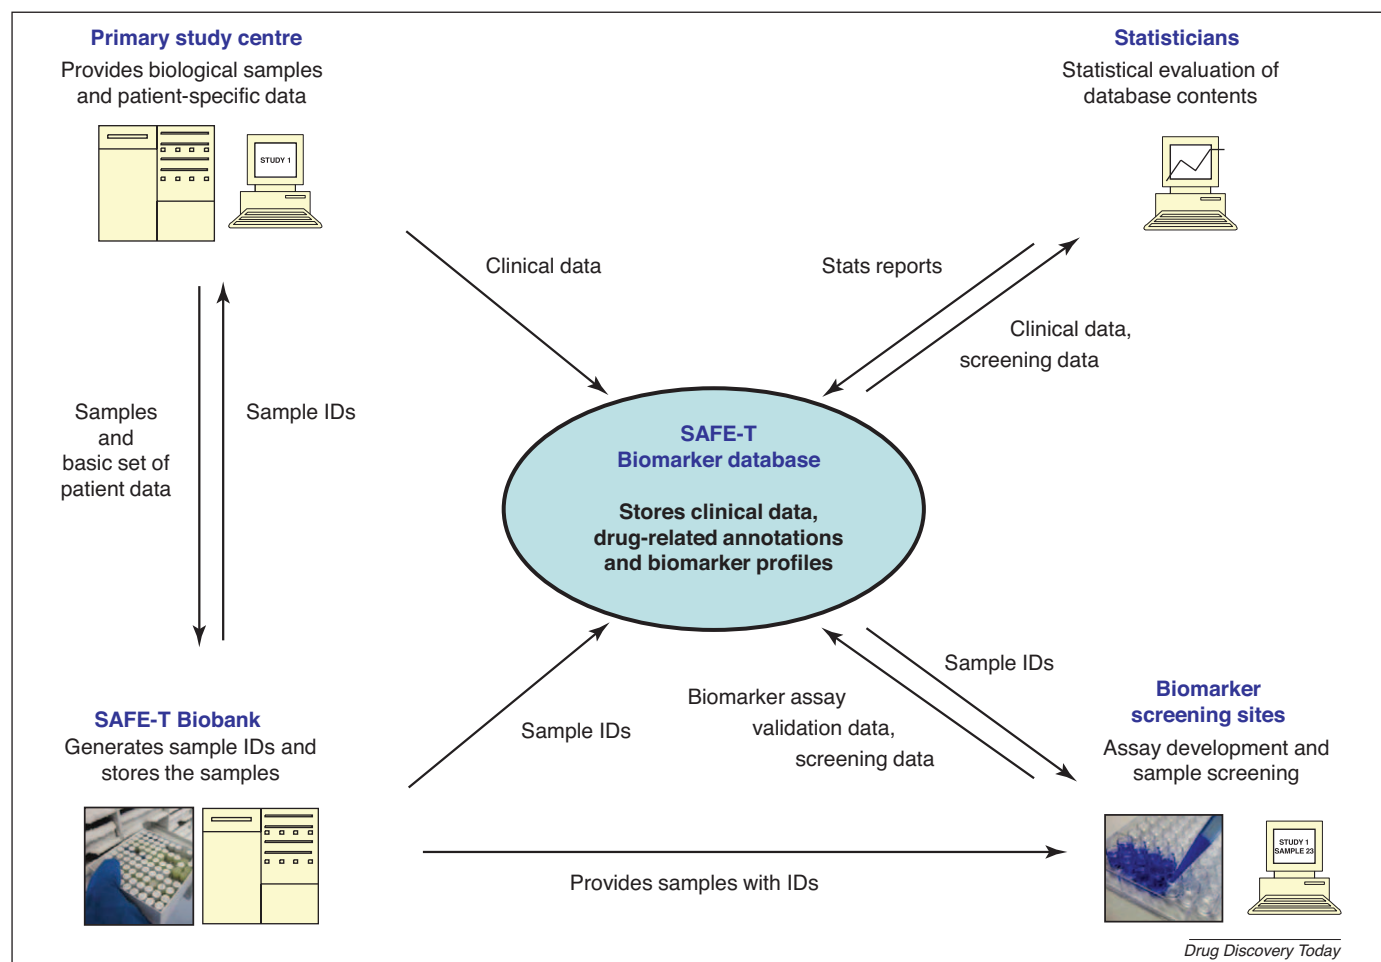 Primary study centre
Provides biological samples
and patient-specific data
STUDY 1
Statisticians
Statistical evaluation of
database contents
Clinical data
Stats reports
Clinical data,
screening data
Samples
and
basic set of
patient data
Sample IDs
SAFE-T
Biomarker database
Stores clinical data,
drug-related annotations
and biomarker profiles
Sample IDs
Biomarker assay
validation data,
screening data
Sample IDs
SAFE-T Biobank
Generates sample IDs and
stores the samples
Biomarker
screening sites
Assay development and
sample screening
STUDY 1
SAMPLE 23
Provides samples with IDs
Drug Discovery Today